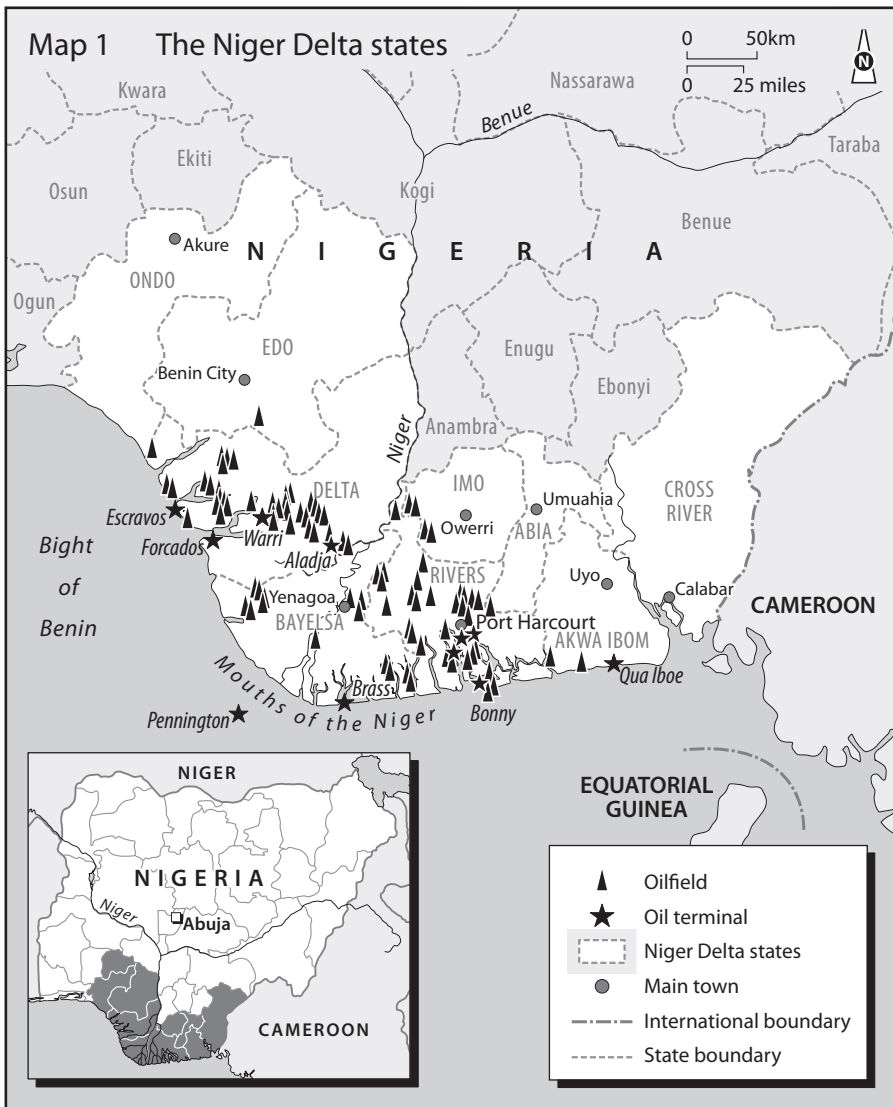 Map 1 The Niger Delta states
0 50km
0 25 miles
N
Kwara
Nassarawa
Benue
Taraba
Ekiti
Osun
Kogi
Benue
Akure
N I G E R I A
ONDO
Ogun
EDO
Enugu
Benin City
Ebonyi
Niger
Anambra
DELTA
IMO
Umuahia
CROSS
RIVER
Escravos
Warri
Owerri
ABIA
Forcados
Aladja
Bight
of
Benin
RIVERS
Uyo
Calabar
Yenagoa
BAYELSA
Port Harcourt
CAMEROON
AKWA IBOM
Qua Iboe
Brass
Mouths of the Niger
Bonny
Pennington
EQUATORIAL
GUINEA
NIGER
NIGERIA
Niger
Abuja
CAMEROON
Oilfield
Oil terminal
Niger Delta states
Main town
International boundary
State boundary